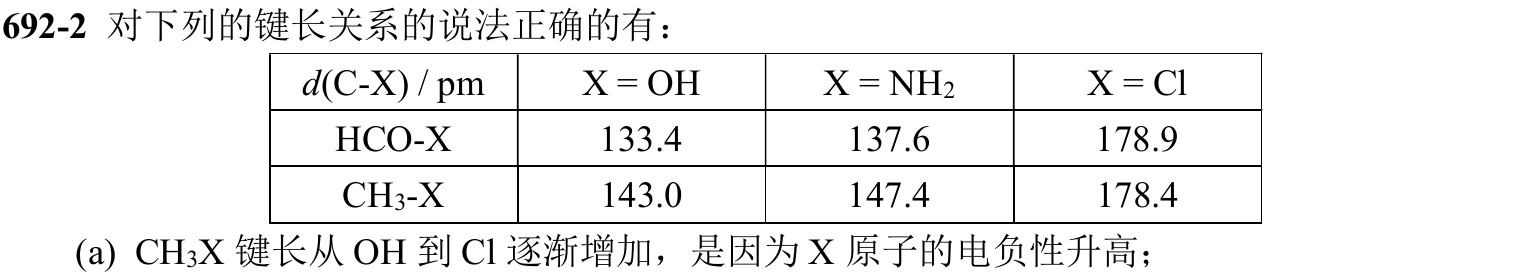 692-2 对下列的键长关系的说法正确的有：
d(C-X) / pm X = OH X = NH₂ X = Cl
HCO-X 133.4 137.6 178.9
CH₃-X 143.0 147.4 178.4
(a) CH₃X 键长从 OH 到 Cl 逐渐增加，是因为 X 原子的电负性升高；